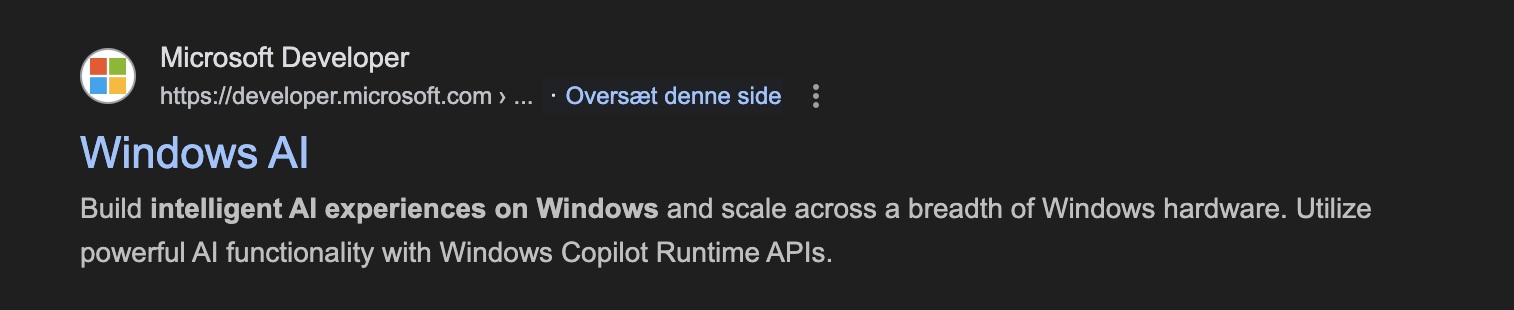 Microsoft Developer
https://developer.microsoft.com › ... · Oversæt denne side
Windows AI
Build intelligent AI experiences on Windows and scale across a breadth of Windows hardware. Utilize
powerful AI functionality with Windows Copilot Runtime APIs.